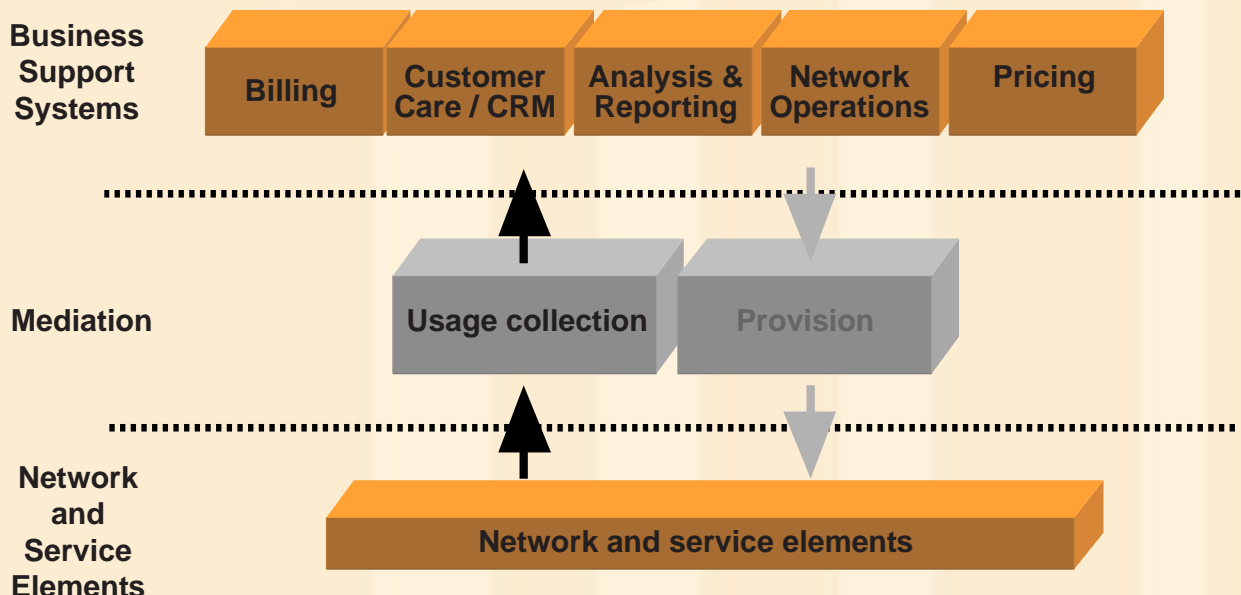 Business
Support
Systems
Billing
Customer
Care / CRM
Analysis &
Reporting
Network
Operations
Pricing
Mediation
Usage collection
Provision
Network
and
Service
Elements
Network and service elements